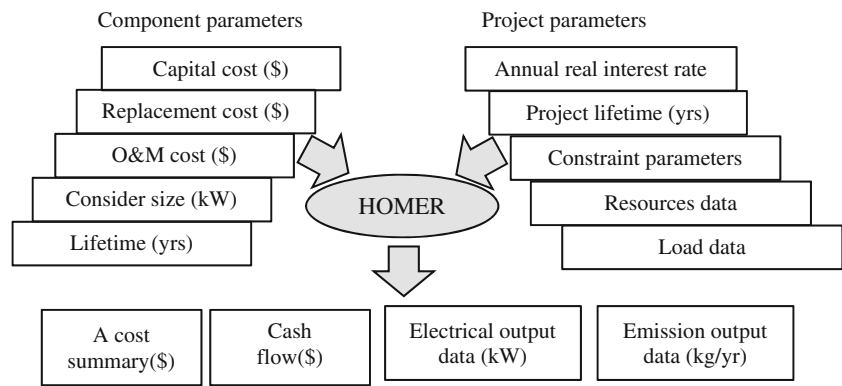 Component parameters
Project parameters
Capital cost ($)
Replacement cost ($)
O&M cost ($)
Consider size (kW)
Lifetime (yrs)
Annual real interest rate
Project lifetime (yrs)
Constraint parameters
Resources data
Load data
HOMER
A cost
summary($)
Cash
flow($)
Electrical output
data (kW)
Emission output
data (kg/yr)